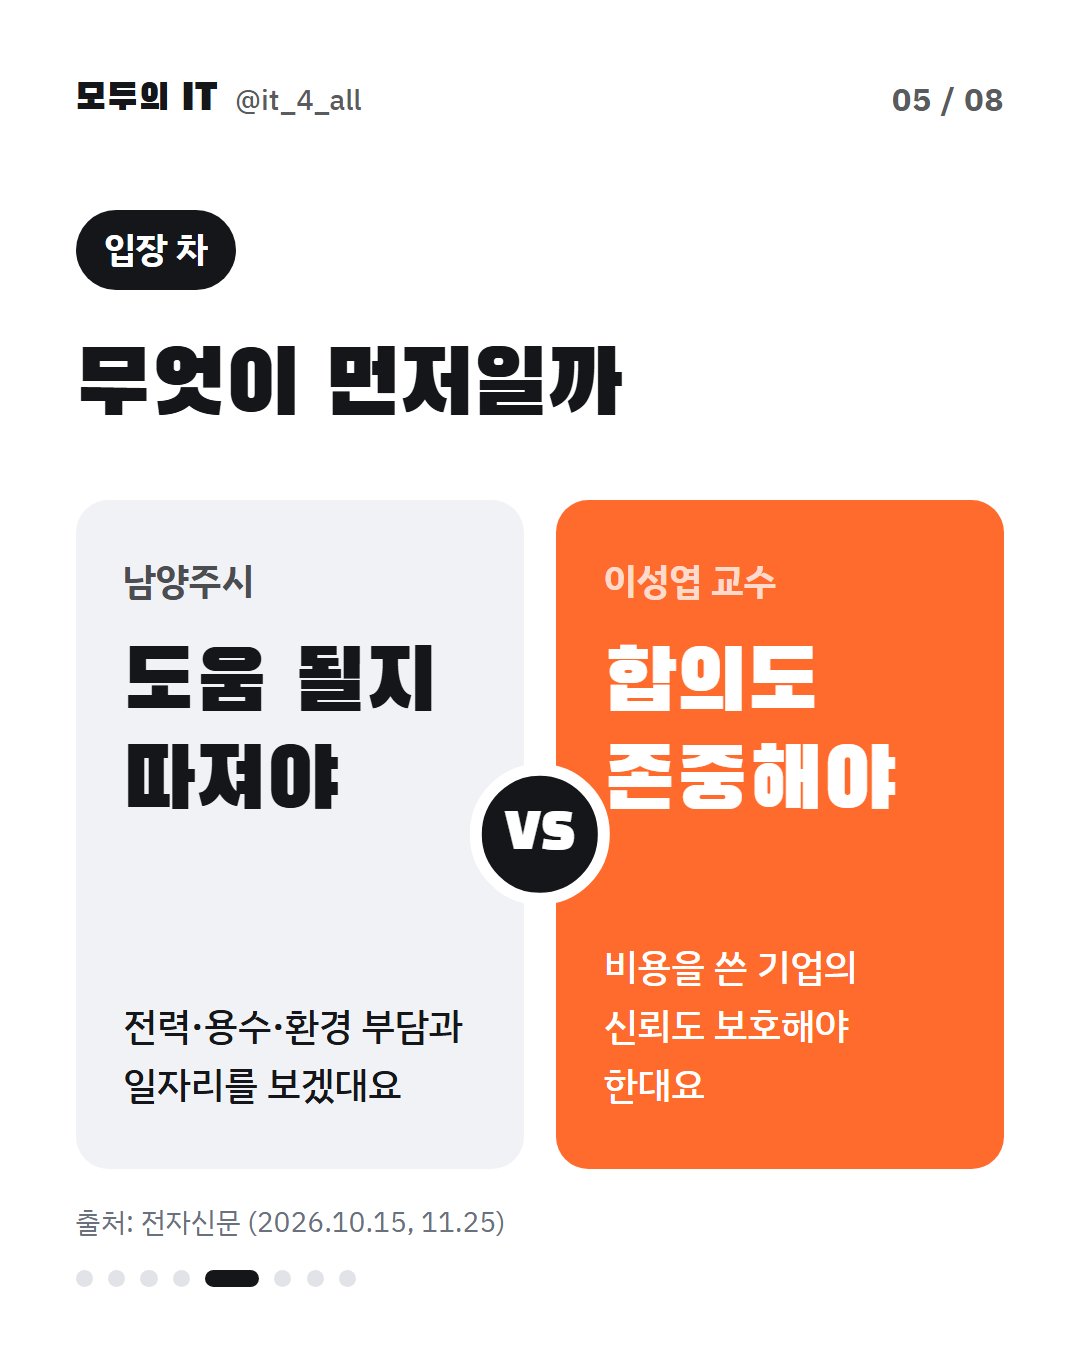 모두의 IT @it_4_all
05 / 08
입장 차
무엇이 먼저일까
남양주시
도움 될지
따져야
전력·용수·환경 부담과
일자리를 보겠대요
VS
이성엽 교수
합의도
존중해야
비용을 쓴 기업의
신뢰도 보호해야
한대요
출처: 전자신문 (2026.10.15, 11.25)